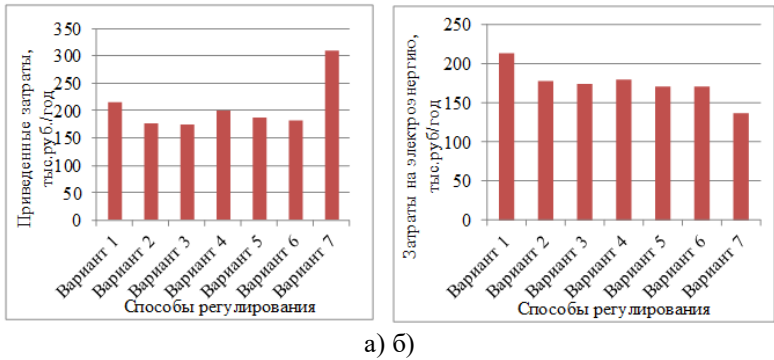 Приведенные затраты,
тыс.руб./год
350
300
250
200
150
100
50
0
Вариант 1
Вариант 2
Вариант 3
Вариант 4
Вариант 5
Вариант 6
Вариант 7
Способы регулирования
Затраты на электроэнергию,
тыс.руб/год
250
200
150
100
50
0
Вариант 1
Вариант 2
Вариант 3
Вариант 4
Вариант 5
Вариант 6
Вариант 7
Способы регулирования
а) б)